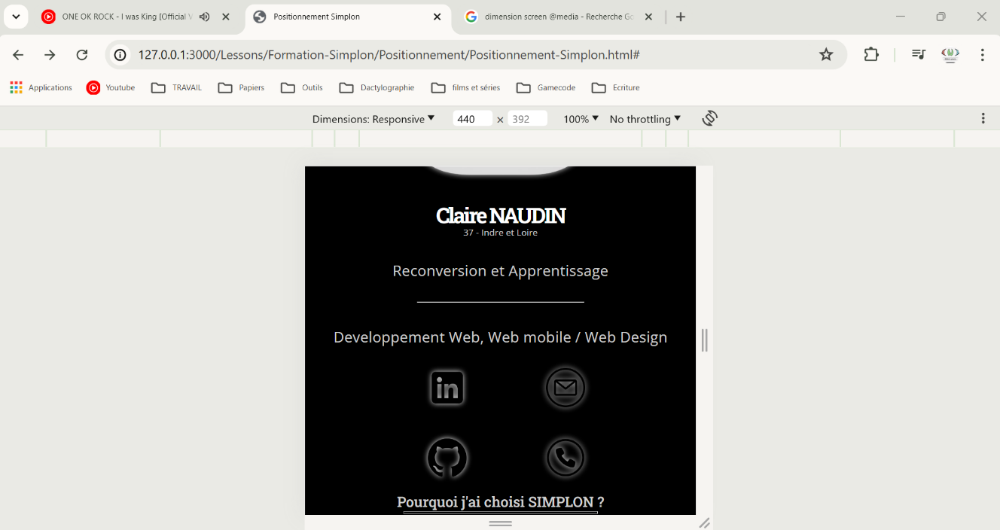 ONE OK ROCK - I was King [Official V
Positionnement Simplon
dimension screen @media - Recherche Go
127.0.0.1:3000/Lessons/Formation-Simplon/Positionnement/Positionnement-Simplon.html#
Applications
Youtube
TRAVAIL
Papiers
Outils
Dactylographie
films et séries
Gamecode
Ecriture
Dimensions: Responsive 440 × 392 100% No throttling
Claire NAUDIN
37 - Indre et Loire
Reconversion et Apprentissage
Developpement Web, Web mobile / Web Design
in
Pourquoi j'ai choisi SIMPLON ?